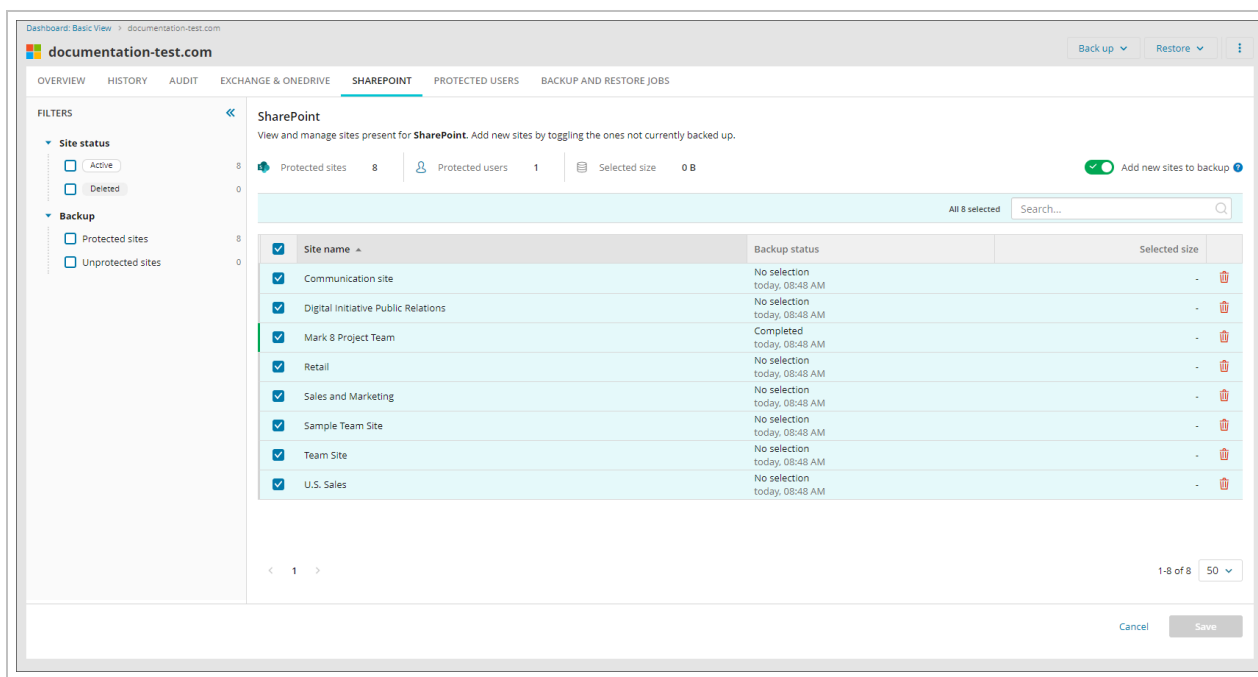 Dashboard: Basic View > documentation-test.com
documentation-test.com
Back up
Restore
OVERVIEW HISTORY AUDIT EXCHANGE & ONEDRIVE SHAREPOINT PROTECTED USERS BACKUP AND RESTORE JOBS
FILTERS
Site status
Active 8
Deleted 0
Backup
Protected sites 8
Unprotected sites 0
SharePoint
View and manage sites present for SharePoint. Add new sites by toggling the ones not currently backed up.
Protected sites 8 Protected users 1 Selected size 0 B Add new sites to backup ?
All 8 selected Search...
Site name Backup status Selected size
Communication site No selection -
today, 08:48 AM
Digital Initiative Public Relations No selection -
today, 08:48 AM
Mark 8 Project Team Completed -
today, 08:48 AM
Retail No selection -
today, 08:48 AM
Sales and Marketing No selection -
today, 08:48 AM
Sample Team Site No selection -
today, 08:48 AM
Team Site No selection -
today, 08:48 AM
U.S. Sales No selection -
today, 08:48 AM
< 1 > 1-8 of 8 50
Cancel Save